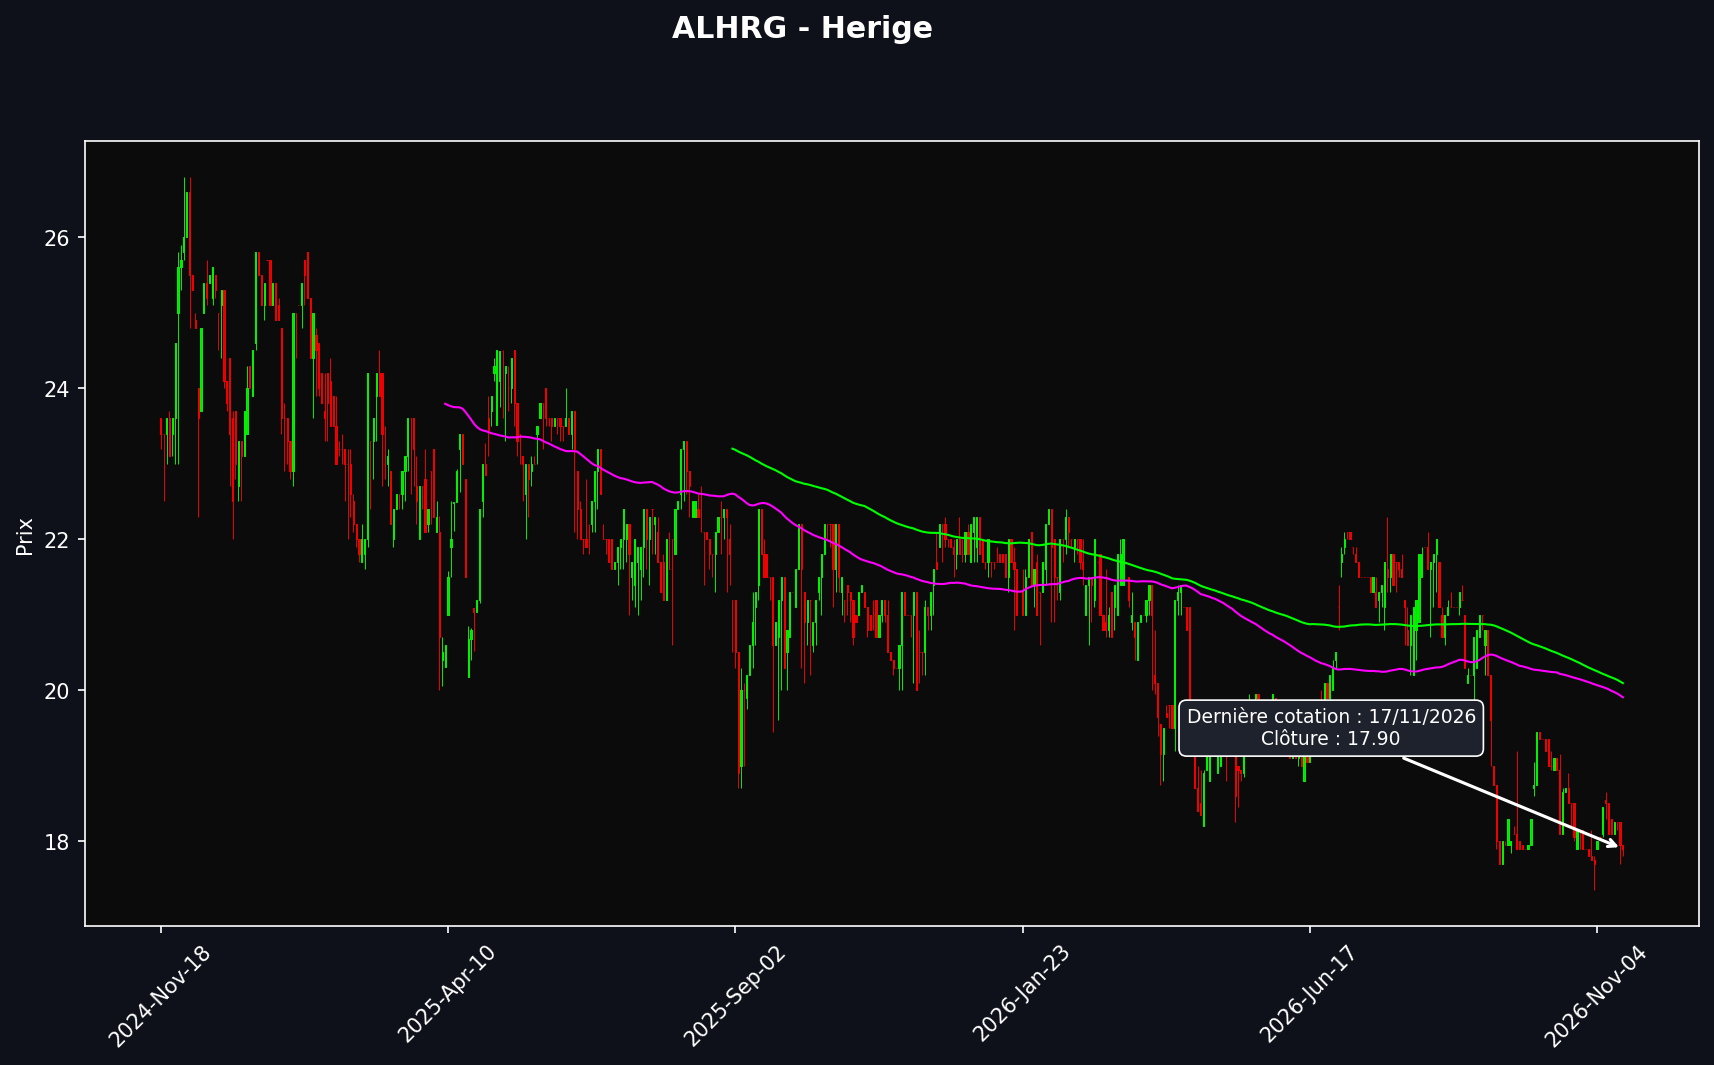 ALHRG - Herige
Prix
26
24
22
20
18
Dernière cotation : 17/11/2026
Clôture : 17.90
2024-Nov-18
2025-Apr-10
2025-Sep-02
2026-Jan-23
2026-Jun-17
2026-Nov-04